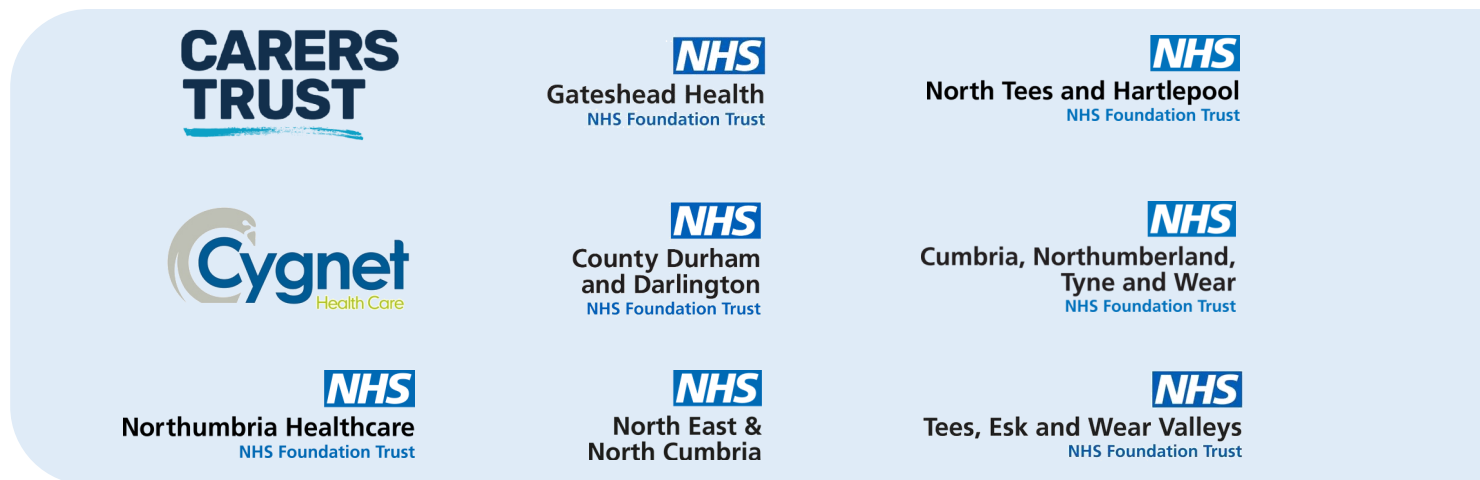 CARERS
TRUST
NHS
Gateshead Health
NHS Foundation Trust
NHS
North Tees and Hartlepool
NHS Foundation Trust
Cygnet
Health Care
NHS
County Durham
and Darlington
NHS Foundation Trust
NHS
Cumbria, Northumberland,
Tyne and Wear
NHS Foundation Trust
NHS
Northumbria Healthcare
NHS Foundation Trust
NHS
North East &
North Cumbria
NHS
Tees, Esk and Wear Valleys
NHS Foundation Trust